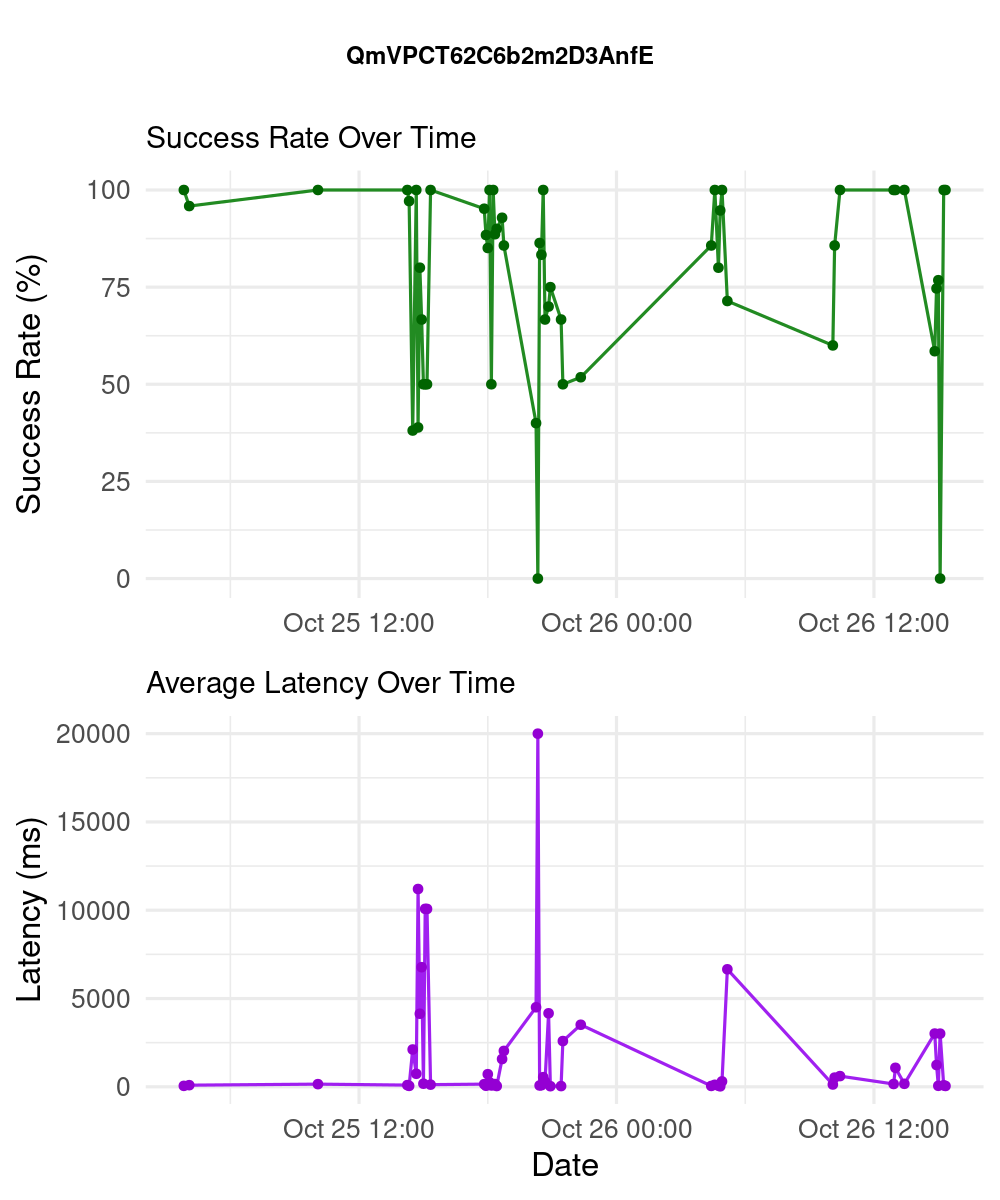 QmVPCT62C6b2m2D3AnfE
Success Rate Over Time
Success Rate (%)
100
75
50
25
0
Oct 25 12:00 Oct 26 00:00 Oct 26 12:00
Average Latency Over Time
Latency (ms)
20000
15000
10000
5000
0
Oct 25 12:00 Oct 26 00:00 Oct 26 12:00
Date